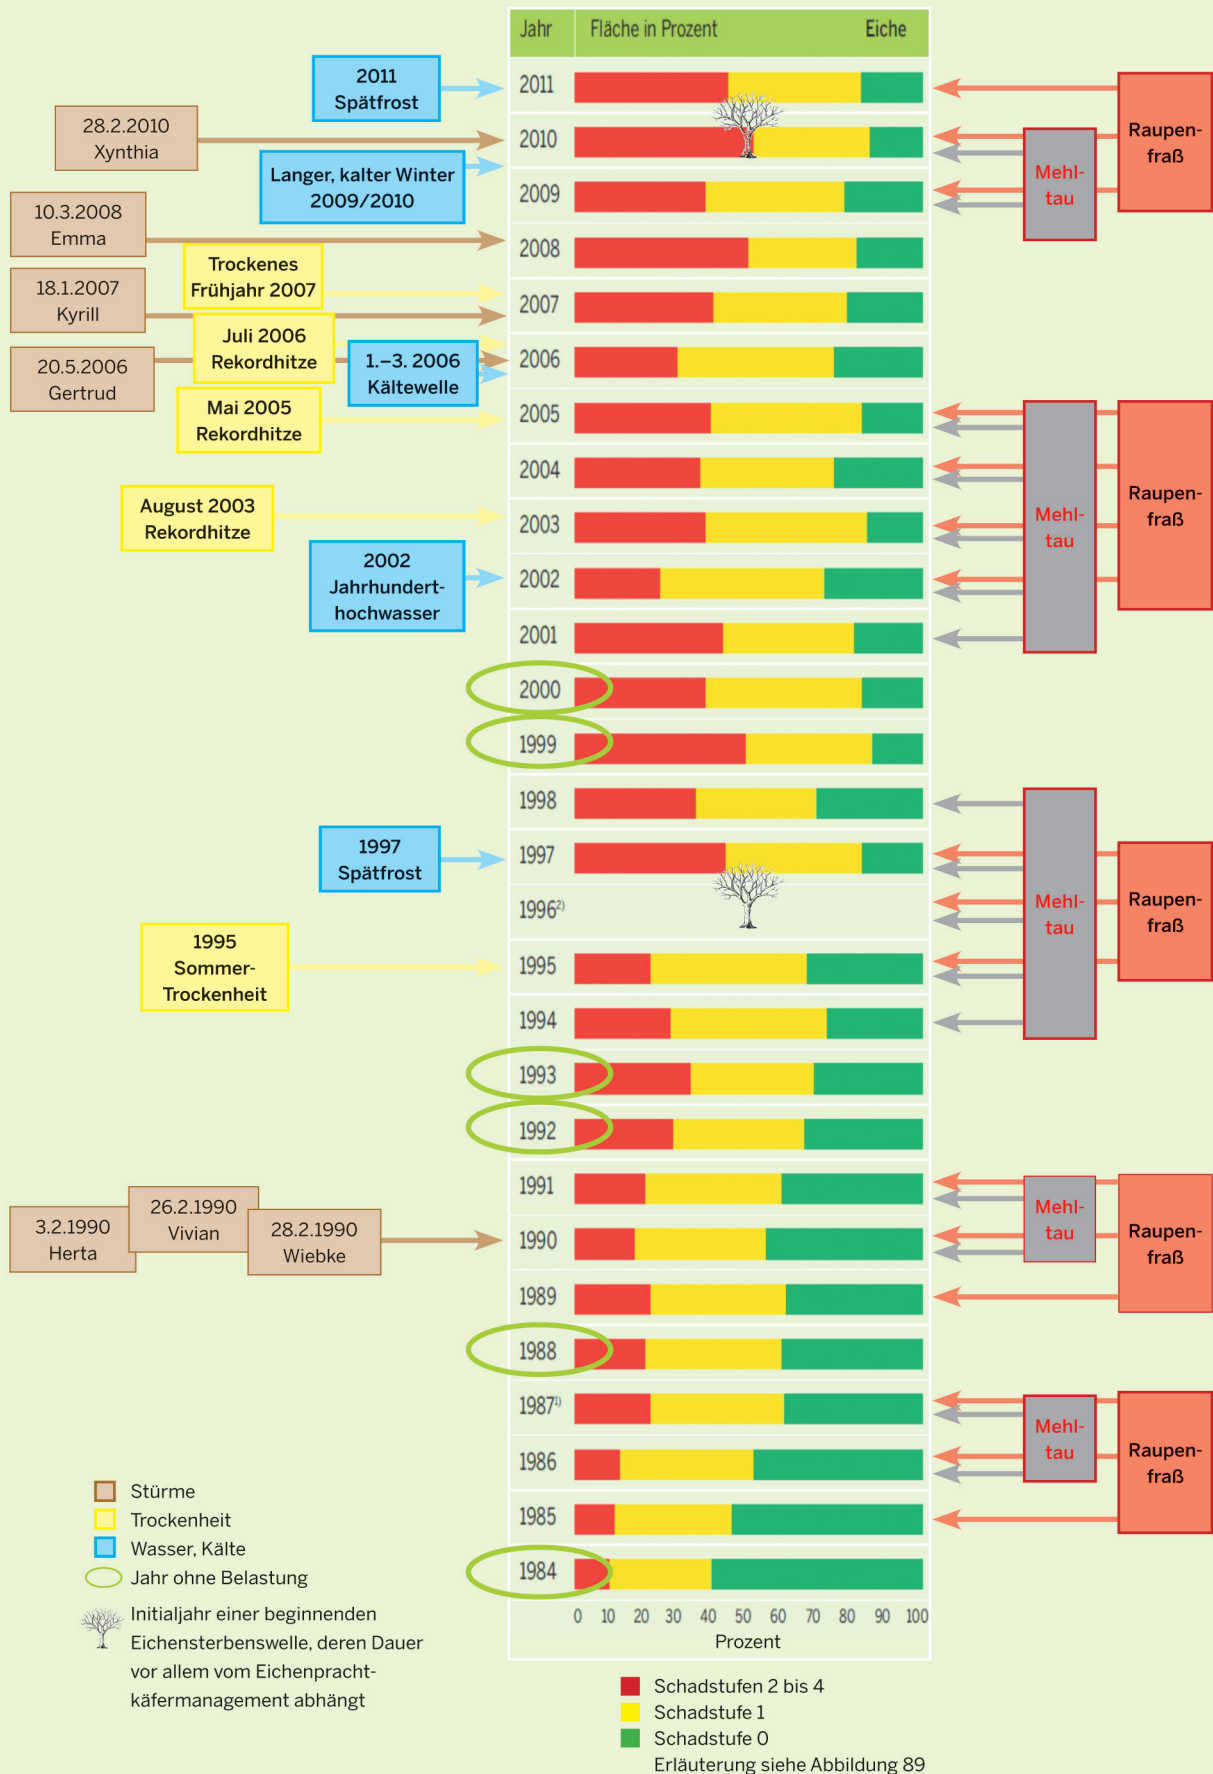 Jahr Fläche in Prozent Eiche
2011
2010
2009
2008
2007
2006
2005
2004
2003
2002
2001
2000
1999
1998
1997
1996²⁾
1995
1994
1993
1992
1991
1990
1989
1988
1987¹⁾
1986
1985
1984
0 10 20 30 40 50 60 70 80 90 100
Prozent
2011
Spätfrost
28.2.2010
Xynthia
Langer, kalter Winter
2009/2010
10.3.2008
Emma
Trockenes
Frühjahr 2007
18.1.2007
Kyrill
Juli 2006
Rekordhitze
1.–3. 2006
Kältewelle
20.5.2006
Gertrud
Mai 2005
Rekordhitze
August 2003
Rekordhitze
2002
Jahrhundert-
hochwasser
1997
Spätfrost
1995
Sommer-
Trockenheit
3.2.1990
Herta
26.2.1990
Vivian
28.2.1990
Wiebke
Mehl-
tau
Raupen-
fraß
Mehl-
tau
Raupen-
fraß
Mehl-
tau
Raupen-
fraß
Mehl-
tau
Raupen-
fraß
Mehl-
tau
Raupen-
fraß
Stürme
Trockenheit
Wasser, Kälte
Jahr ohne Belastung
Initialjahr einer beginnenden
Eichensterbenswelle, deren Dauer
vor allem vom Eichenpracht-
käfermanagement abhängt
Schadstufen 2 bis 4
Schadstufe 1
Schadstufe 0
Erläuterung siehe Abbildung 89